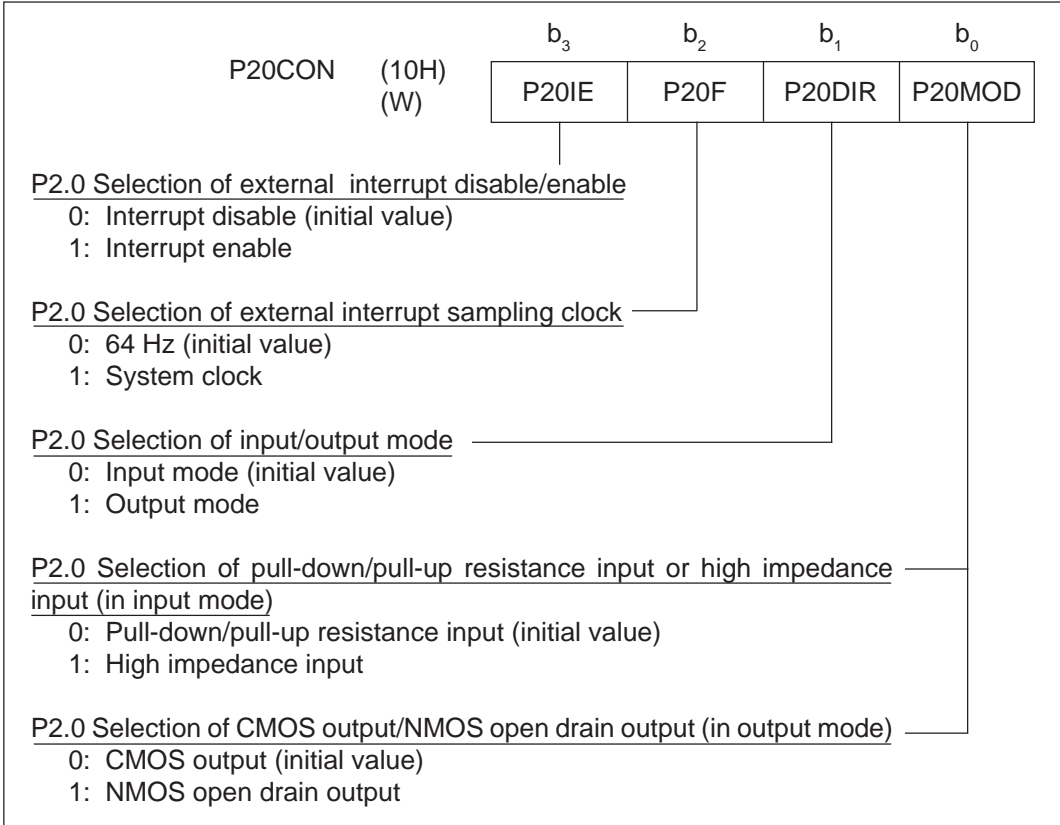 b3 b2 b1 b0
P20CON (10H) P20IE P20F P20DIR P20MOD
(W)
P2.0 Selection of external interrupt disable/enable
0: Interrupt disable (initial value)
1: Interrupt enable
P2.0 Selection of external interrupt sampling clock
0: 64 Hz (initial value)
1: System clock
P2.0 Selection of input/output mode
0: Input mode (initial value)
1: Output mode
P2.0 Selection of pull-down/pull-up resistance input or high impedance
input (in input mode)
0: Pull-down/pull-up resistance input (initial value)
1: High impedance input
P2.0 Selection of CMOS output/NMOS open drain output (in output mode)
0: CMOS output (initial value)
1: NMOS open drain output